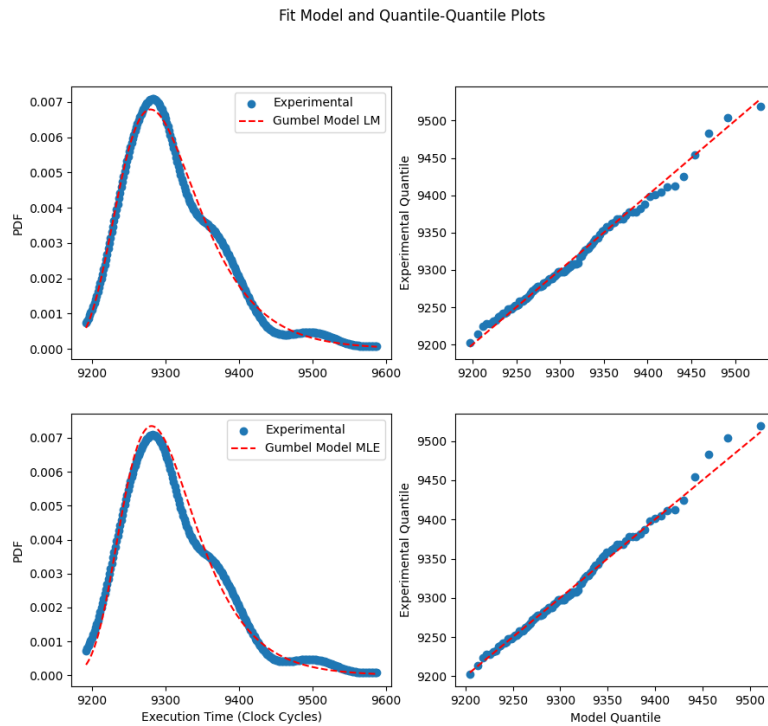 Fit Model and Quantile-Quantile Plots
0.007
0.006
0.005
0.004
0.003
0.002
0.001
0.000
PDF
Experimental
Gumbel Model LM
9200 9300 9400 9500 9600
9500
9450
9400
9350
9300
9250
9200
Experimental Quantile
9200 9250 9300 9350 9400 9450 9500
0.007
0.006
0.005
0.004
0.003
0.002
0.001
0.000
PDF
Experimental
Gumbel Model MLE
9200 9300 9400 9500 9600
Execution Time (Clock Cycles)
9500
9450
9400
9350
9300
9250
9200
Experimental Quantile
9200 9250 9300 9350 9400 9450 9500
Model Quantile